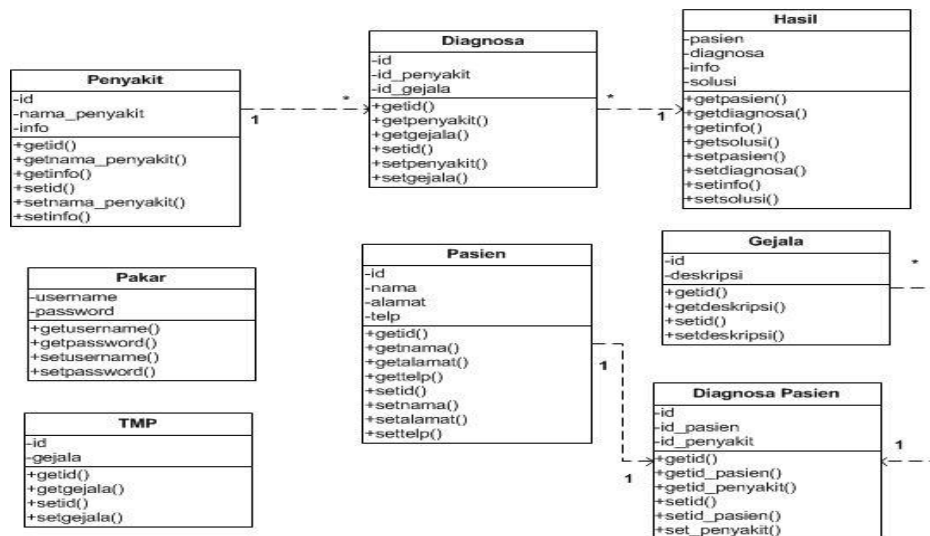 Penyakit
-id
-nama_penyakit
-info
+getid()
+getnama_penyakit()
+getinfo()
+setid()
+setnama_penyakit()
+setinfo()
1
*
Diagnosa
-id
-id_penyakit
-id_gejala
+getid()
+getpenyakit()
+getgejala()
+setid()
+setpenyakit()
+setgejala()
*
1
Hasil
-pasien
-diagnosa
-info
-solusi
+getpasien()
+getdiagnosa()
+getinfo()
+getsolusi()
+setpasien()
+setdiagnosa()
+setinfo()
+setsolusi()
Pakar
-username
-password
+getusername()
+getpassword()
+setusername()
+setpassword()
Pasien
-id
-nama
-alamat
-telp
+getid()
+getnama()
+getalamat()
+gettelp()
+setid()
+setnama()
+setalamat()
+settelp()
1
1
Gejala
-id
-deskripsi
+getid()
+getdeskripsi()
+setid()
+setdeskripsi()
*
TMP
-id
-gejala
+getid()
+getgejala()
+setid()
+setgejala()
Diagnosa Pasien
-id
-id_pasien
-id_penyakit
+getid()
+getid_pasien()
+getid_penyakit()
+setid()
+setid_pasien()
+set_penyakit()
1